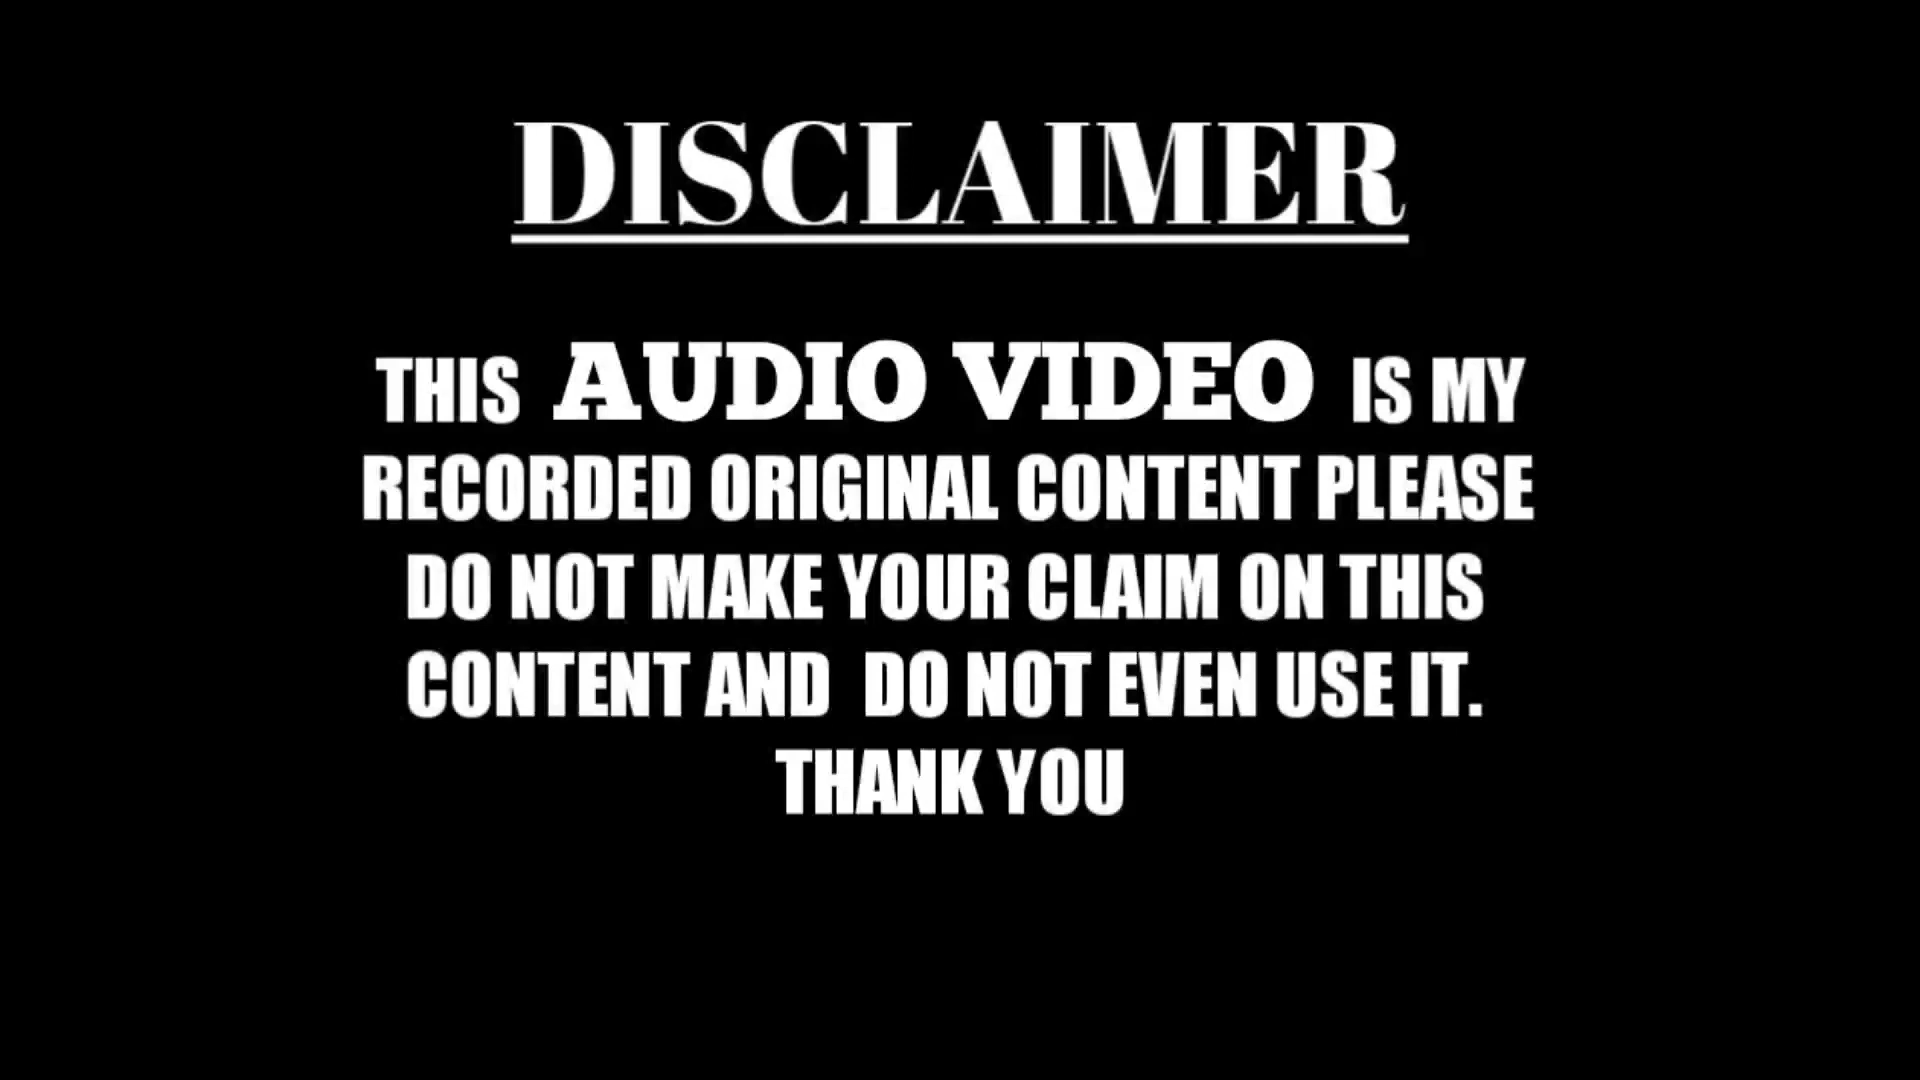 DISCLAIMER
THIS AUDIO VIDEO IS MY
RECORDED ORIGINAL CONTENT PLEASE
DO NOT MAKE YOUR CLAIM ON THIS
CONTENT AND DO NOT EVEN USE IT.
THANK YOU